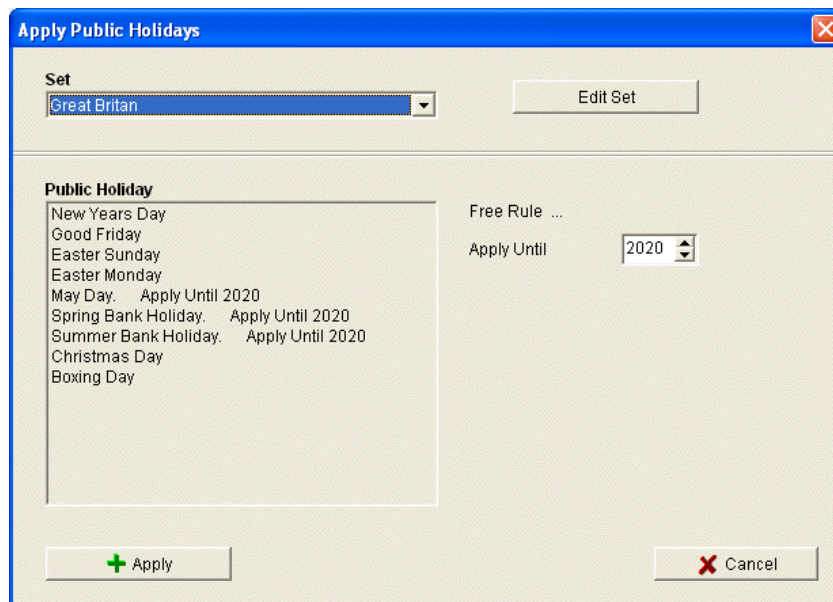 Apply Public Holidays
Set
Great Britan
Edit Set
Public Holiday
New Years Day
Good Friday
Easter Sunday
Easter Monday
May Day. Apply Until 2020
Spring Bank Holiday. Apply Until 2020
Summer Bank Holiday. Apply Until 2020
Christmas Day
Boxing Day
Free Rule ...
Apply Until 2020
Apply
Cancel